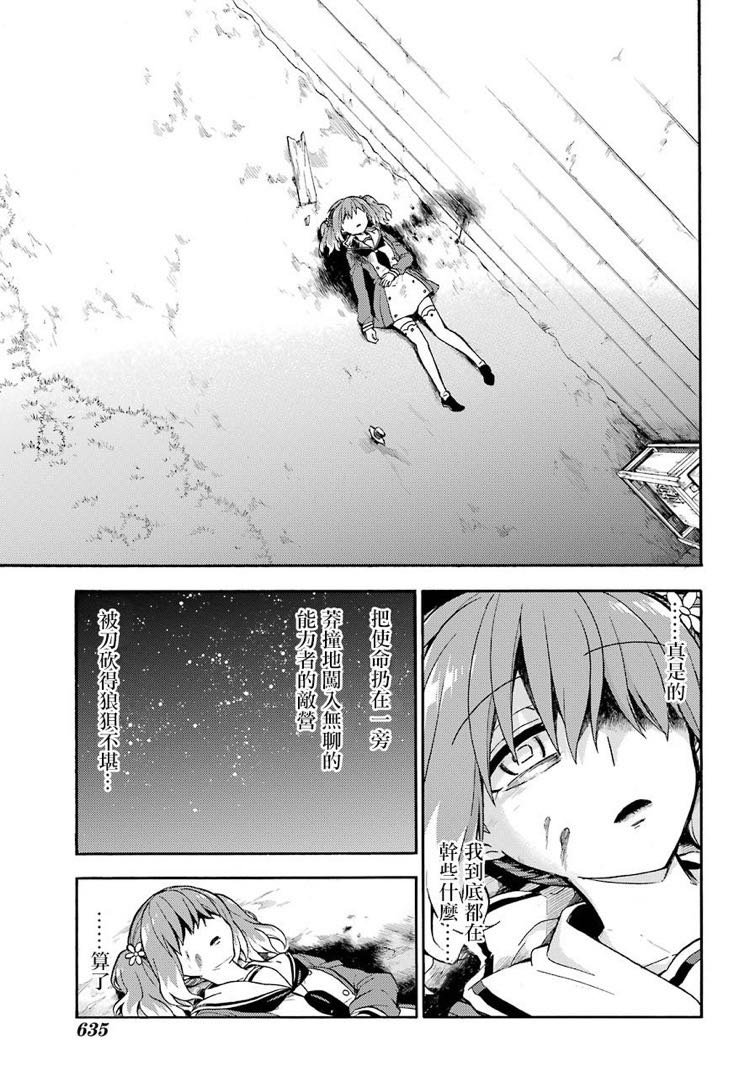 ……真是的
我到底都在
幹些什麼……
把使命扔在一旁
莽撞地闖入無聊的
能力者的敵營
被刀砍得狼狽不堪…
……算了
635